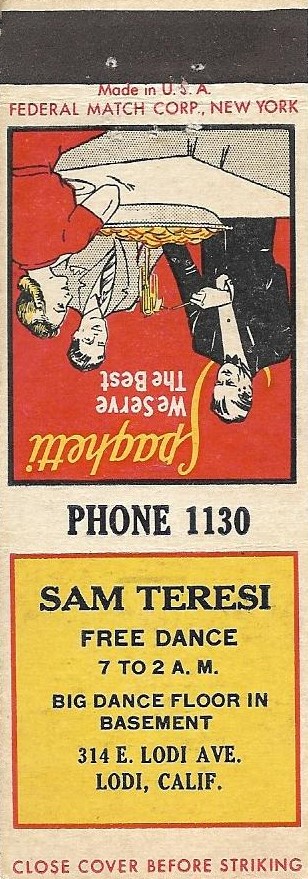 Made in U. S. A.
FEDERAL MATCH CORP., NEW YORK
Spaghetti
We Serve
The Best
PHONE 1130
SAM TERESI
FREE DANCE
7 TO 2 A. M.
BIG DANCE FLOOR IN
BASEMENT
314 E. LODI AVE.
LODI, CALIF.
CLOSE COVER BEFORE STRIKING